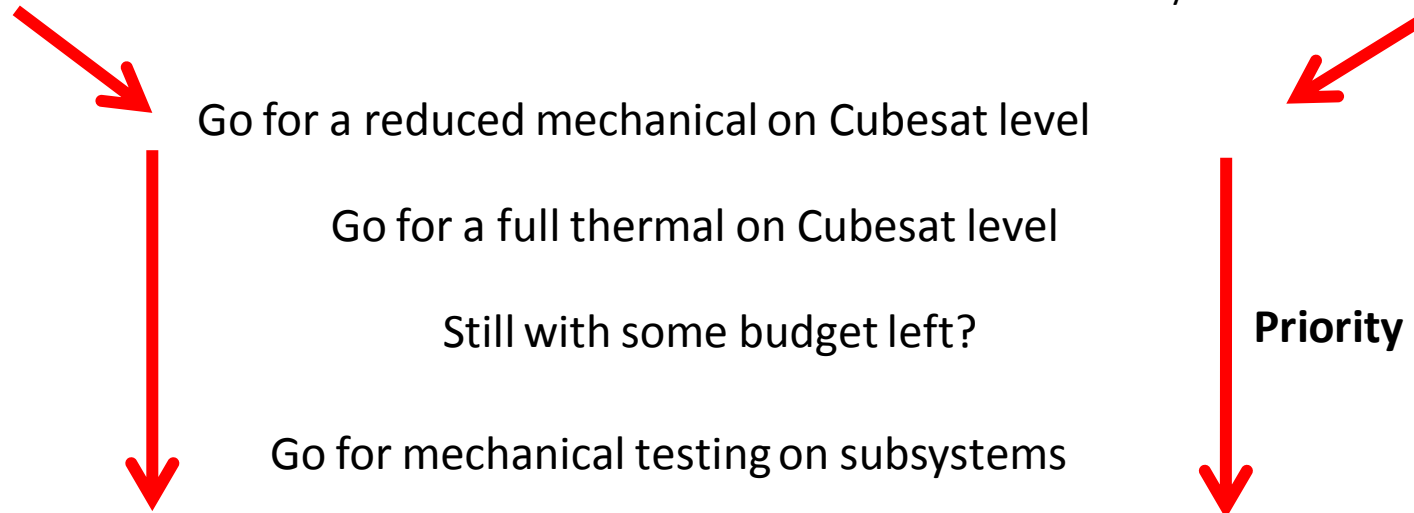 Go for a reduced mechanical on Cubesat level
Go for a full thermal on Cubesat level
Still with some budget left?
Priority
Go for mechanical testing on subsystems